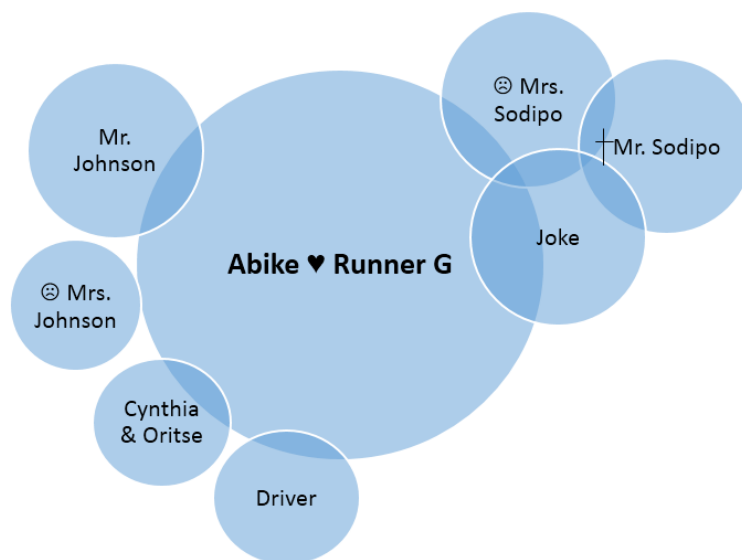 ☹ Mrs.
Sodipo
Mr.
Johnson
†Mr. Sodipo
Joke
Abike ♥ Runner G
☹ Mrs.
Johnson
Cynthia
& Oritse
Driver